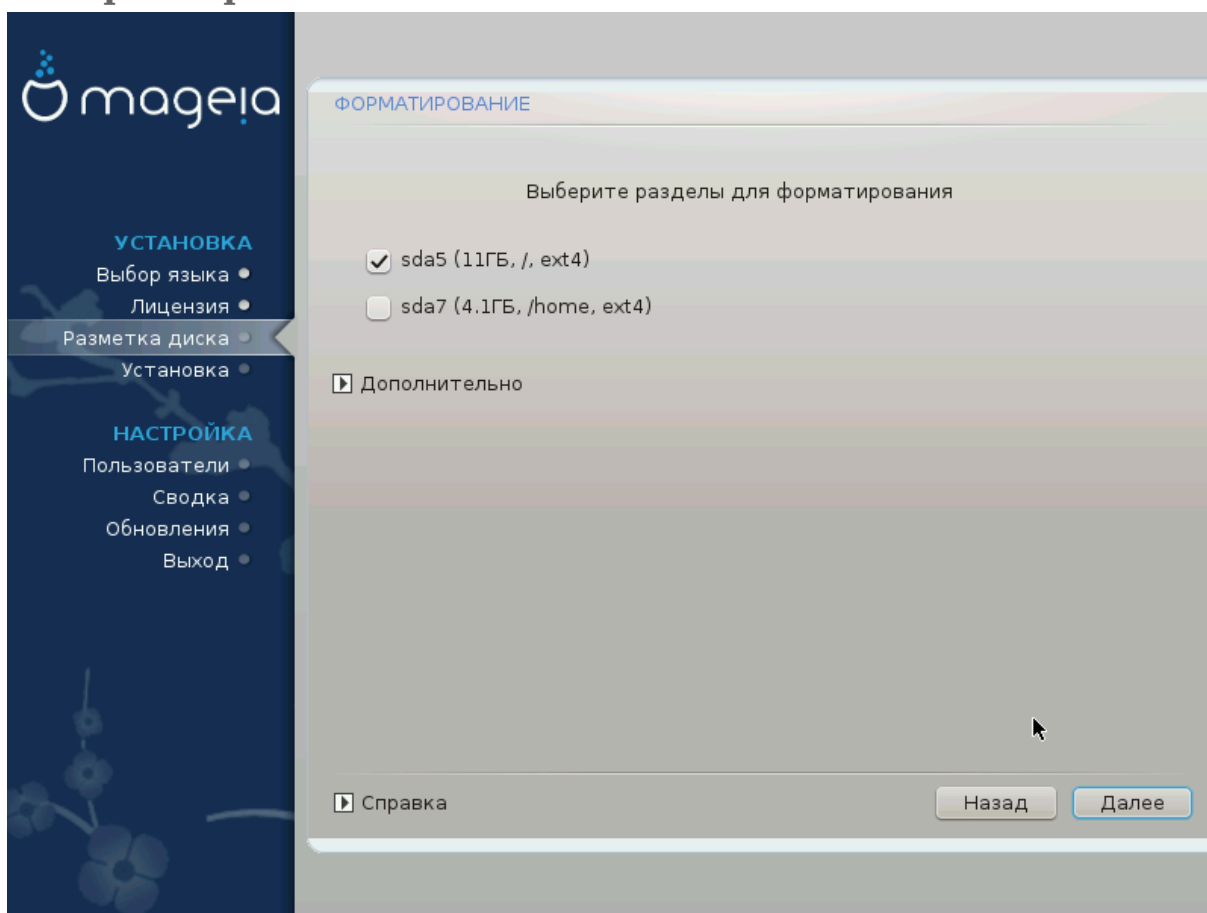 mageia
ФОРМАТИРОВАНИЕ
Выберите разделы для форматирования
УСТАНОВКА
Выбор языка
Лицензия
Разметка диска
Установка
НАСТРОЙКА
Пользователи
Сводка
Обновления
Выход
sda5 (11ГБ, /, ext4)
sda7 (4.1ГБ, /home, ext4)
Дополнительно
Справка
Назад
Далее